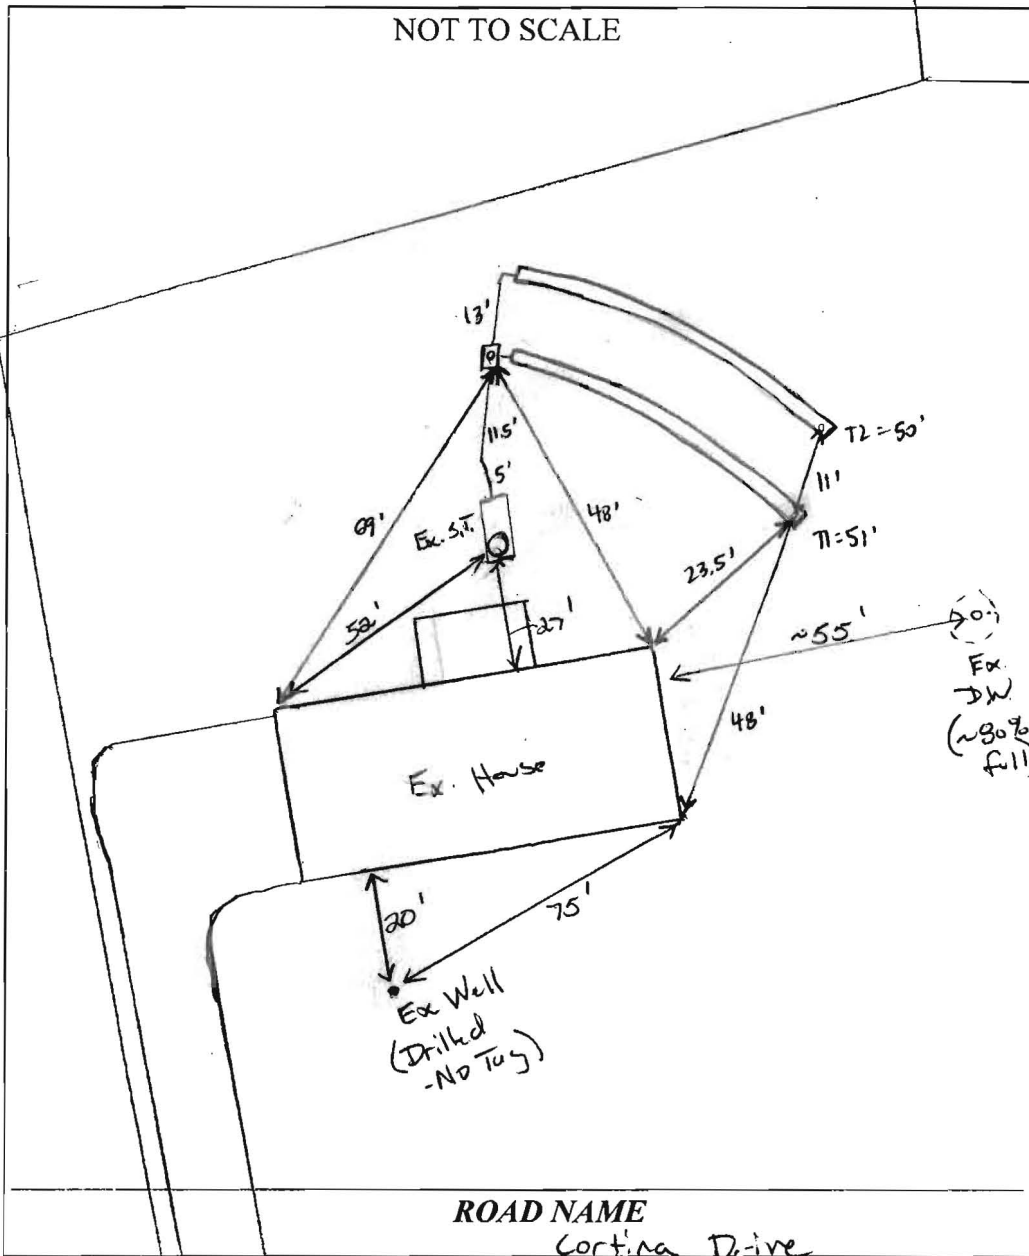 NOT TO SCALE
13'
T2=50'
11.5'
11'
5'
69'
Ex. S.T.
48'
T1=51'
23.5'
52'
27'
~55'
Ex.
D.W.
(~80%
full
48'
Ex. House
20'
75'
Ex Well
(Drilled
-No Tag)
ROAD NAME
Cortina Drive